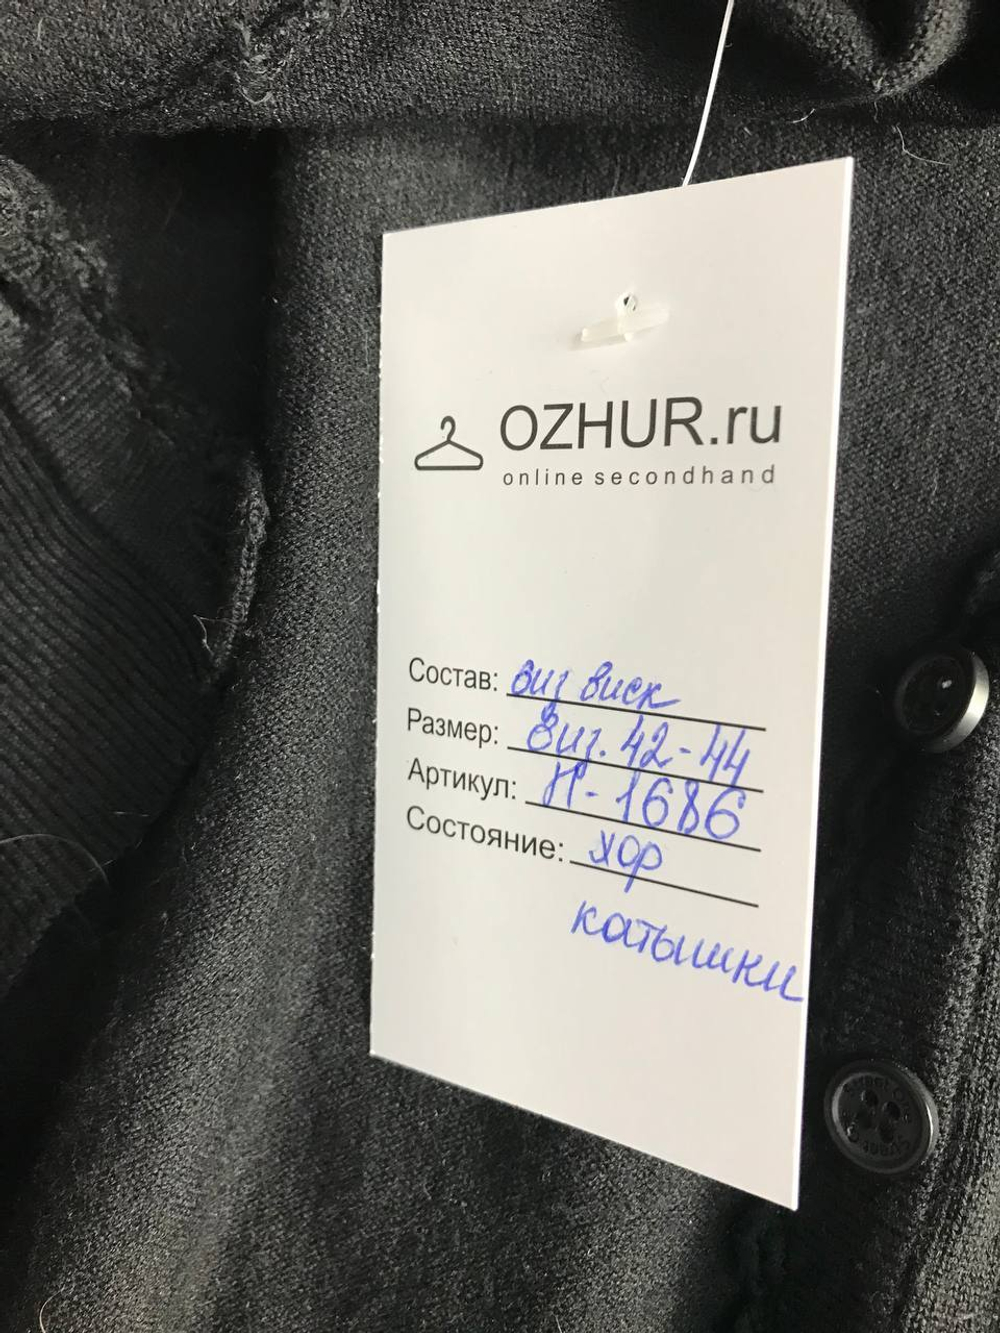 OZHUR.ru
online secondhand
Состав: виз виск
Размер: виз. 42-44
Артикул: Н-1686
Состояние: хор
катышки